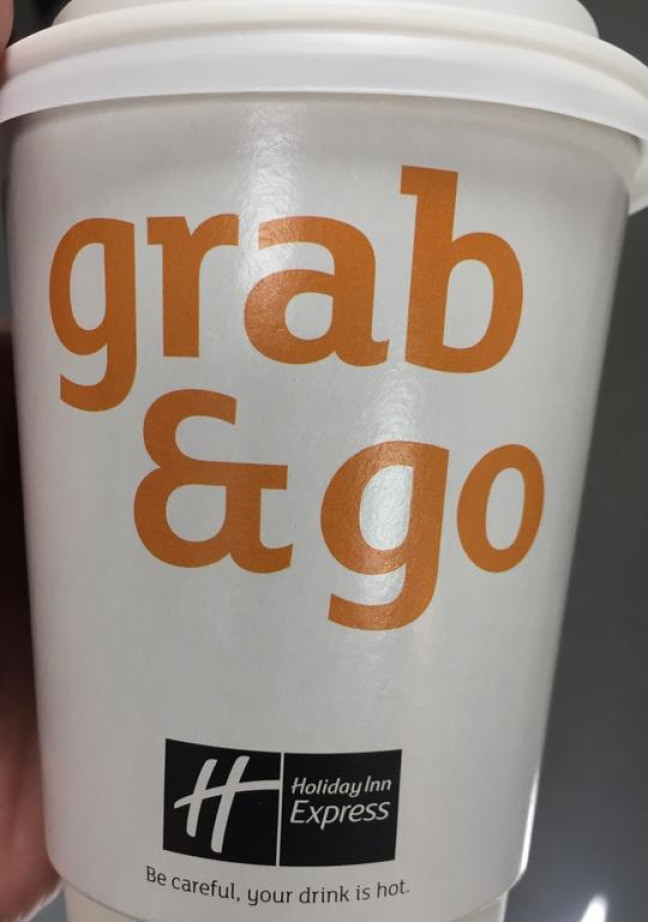 grab
& go
H Holiday Inn
Express
Be careful, your drink is hot.